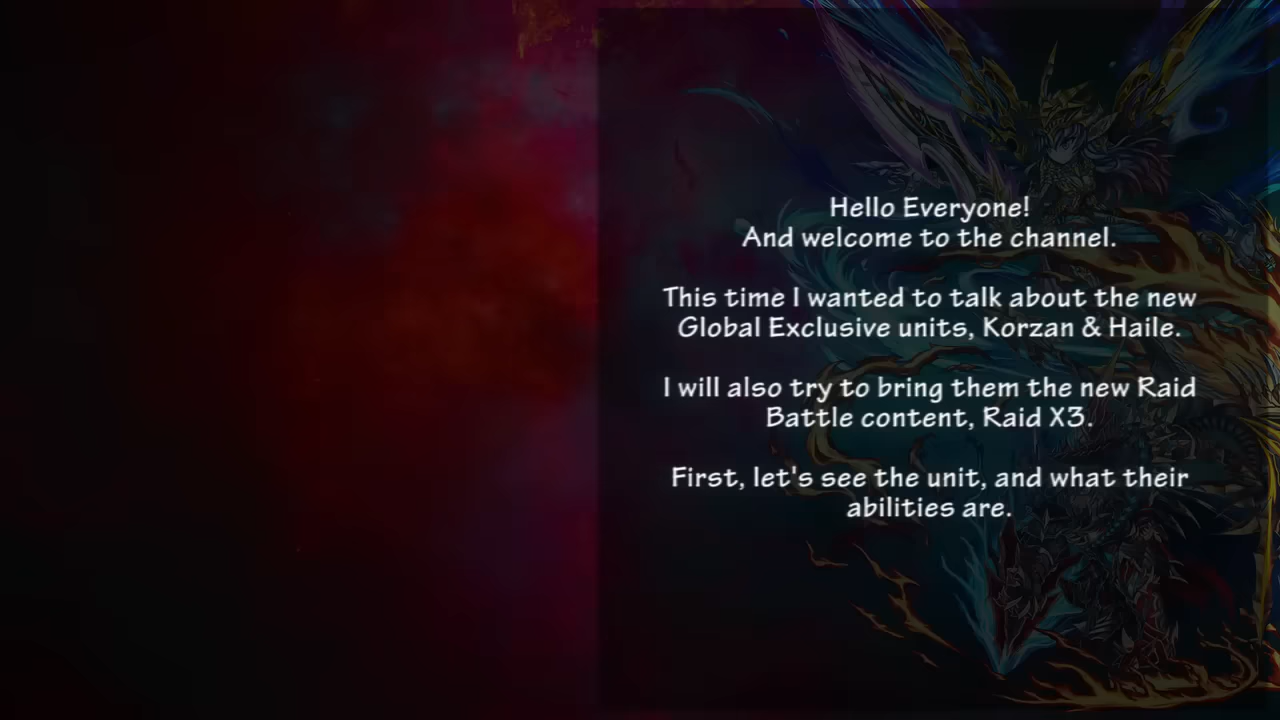 Hello Everyone!
And welcome to the channel.
This time I wanted to talk about the new
Global Exclusive units, Korzan & Haile.
I will also try to bring them the new Raid
Battle content, Raid X3.
First, let's see the unit, and what their
abilities are.